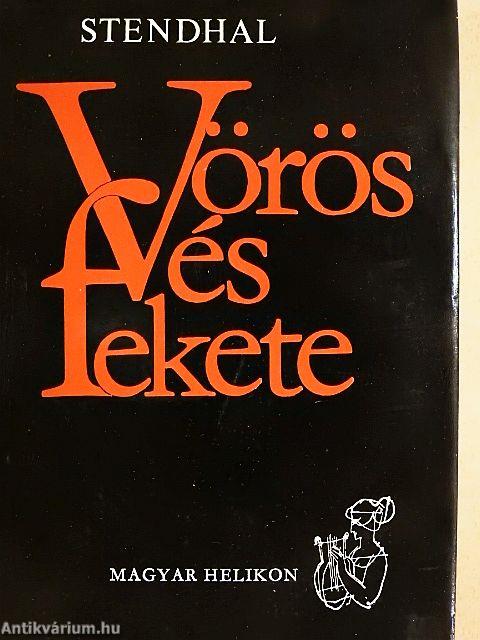 STENDHAL
Vörös
és
fekete
MAGYAR HELIKON
Antikvárium.hu